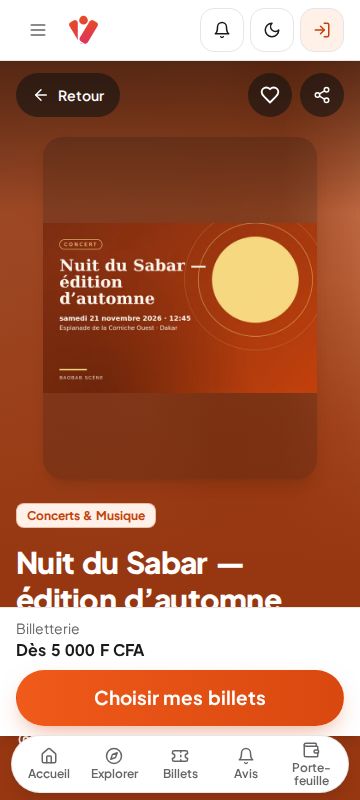 Retour
CONCERT
Nuit du Sabar —
édition
d’automne
samedi 21 novembre 2026 · 12:45
Esplanade de la Corniche Ouest · Dakar
BAOBAB SCÈNE
Concerts & Musique
Nuit du Sabar —
édition d’automne
Billetterie
Dès 5 000 F CFA
Choisir mes billets
Accueil
Explorer
Billets
Avis
Porte-
feuille